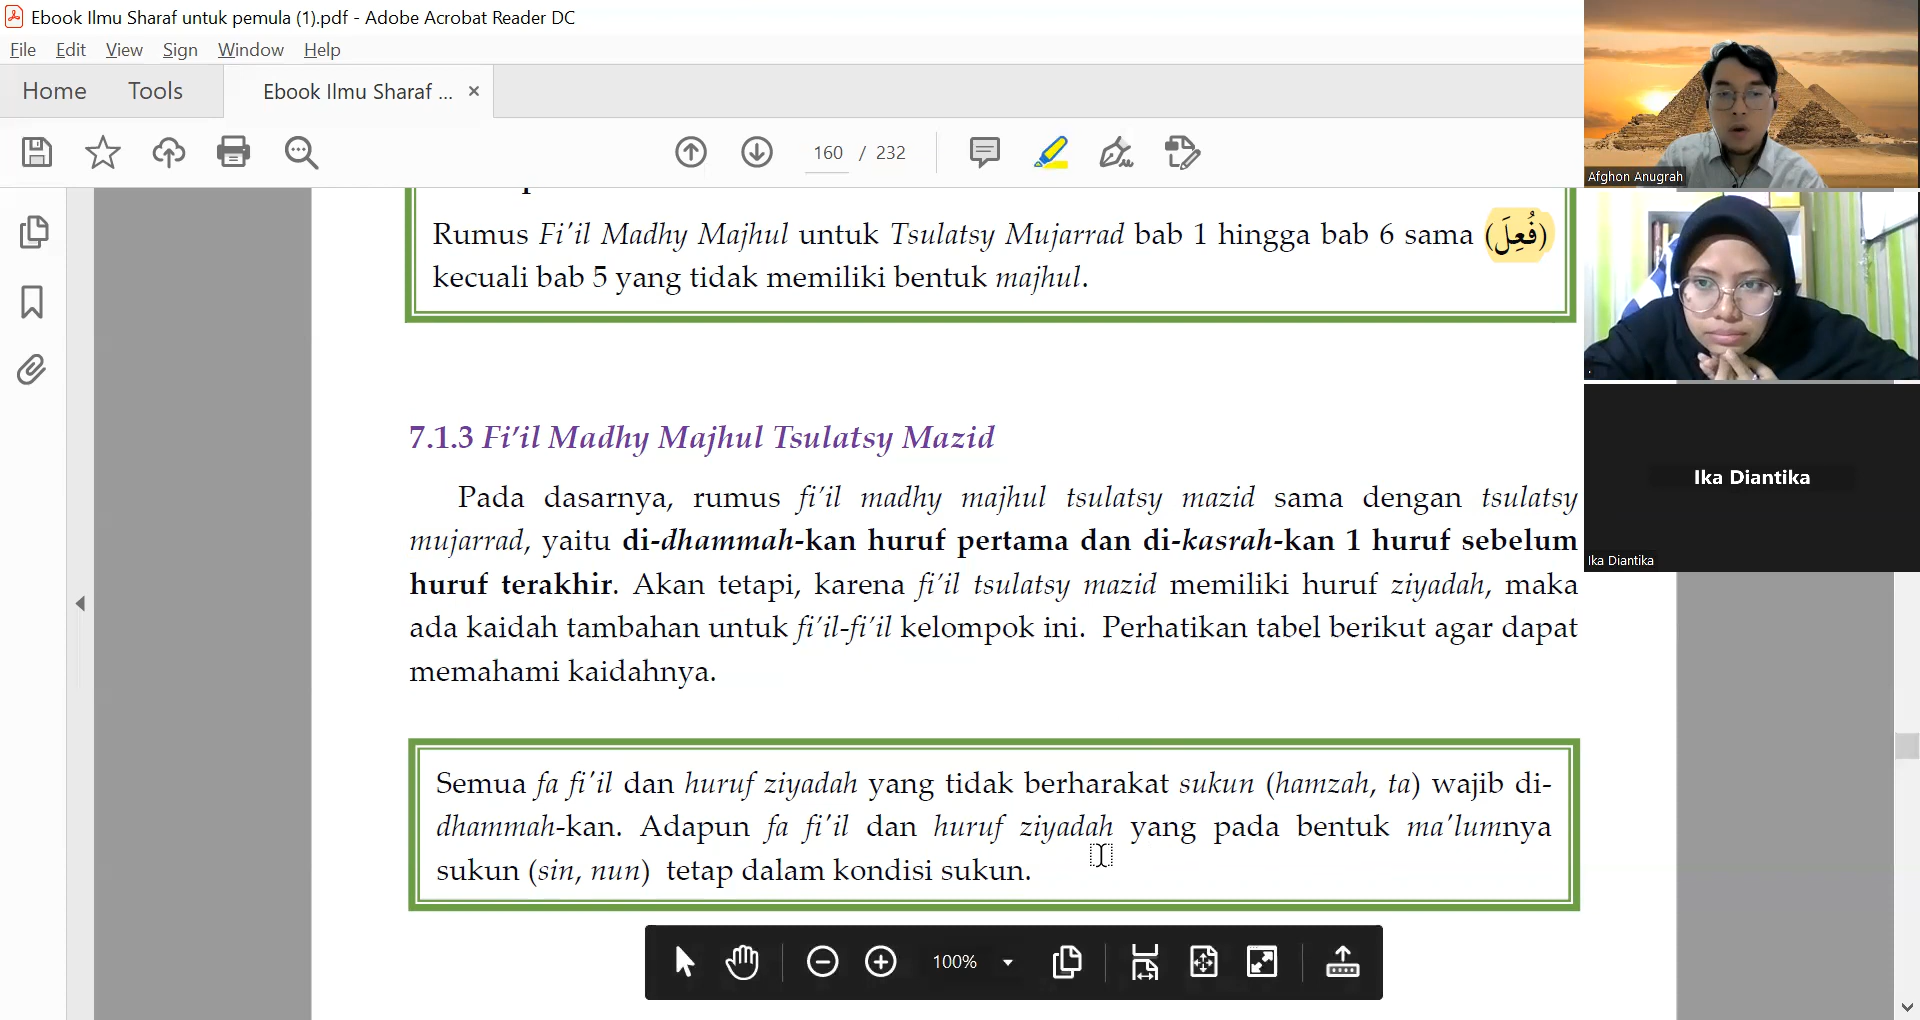 Ebook Ilmu Sharaf untuk pemula (1).pdf - Adobe Acrobat Reader DC
File Edit View Sign Window Help
Home Tools Ebook Ilmu Sharaf ... ×
160 / 232
Rumus Fi'il Madhy Majhul untuk Tsulatsy Mujarrad bab 1 hingga bab 6 sama (فُعِلَ)
kecuali bab 5 yang tidak memiliki bentuk majhul.
7.1.3 Fi'il Madhy Majhul Tsulatsy Mazid
Pada dasarnya, rumus fi'il madhy majhul tsulatsy mazid sama dengan tsulatsy
mujarrad, yaitu di-dhammah-kan huruf pertama dan di-kasrah-kan 1 huruf sebelum
huruf terakhir. Akan tetapi, karena fi'il tsulatsy mazid memiliki huruf ziyadah, maka
ada kaidah tambahan untuk fi'il-fi'il kelompok ini. Perhatikan tabel berikut agar dapat
memahami kaidahnya.
Semua fa fi'il dan huruf ziyadah yang tidak berharakat sukun (hamzah, ta) wajib di-
dhammah-kan. Adapun fa fi'il dan huruf ziyadah yang pada bentuk ma'lumnya
sukun (sin, nun) tetap dalam kondisi sukun.
100%
Afghon Anugrah
Ika Diantika
Ika Diantika